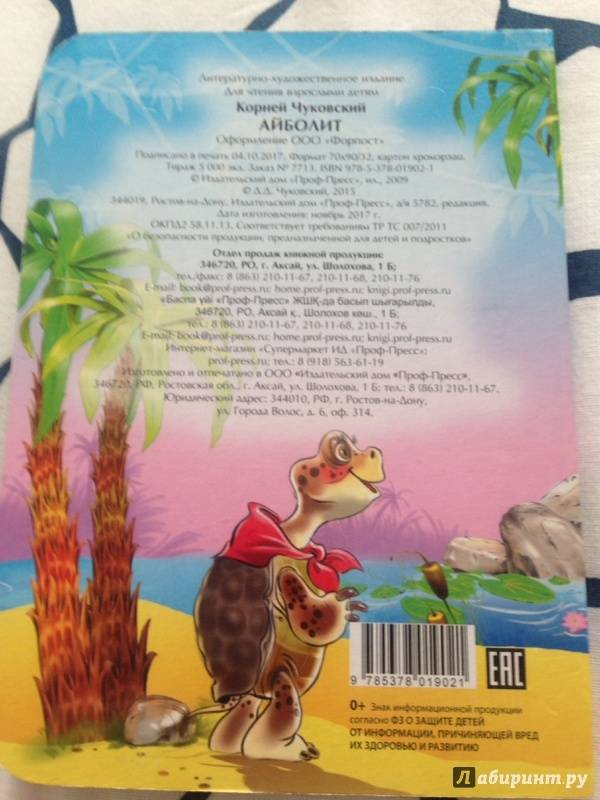 Литературно-художественное издание
Для чтения взрослыми детям
Корней Чуковский
АЙБОЛИТ
Оформление ООО «Форпост»
Подписано в печать 04.10.2017. Формат 70х90/32, картон хромэрзац.
Тираж 5 000 экз. Заказ № 7713. ISBN 978-5-378-01902-1
© Издательский дом «Проф-Пресс», ил., 2009
© Д.Д. Чуковский, 2015
344019, Ростов-на-Дону, Издательский дом «Проф-Пресс», а/я 5782, редакция.
Дата изготовления: ноябрь 2017 г.
ОКПД2 58.11.13. Соответствует требованиям ТР ТС 007/2011
«О безопасности продукции, предназначенной для детей и подростков»
Отдел продаж книжной продукции:
346720, РО, г. Аксай, ул. Шолохова, 1 Б;
тел./факс: 8 (863) 210-11-67, 210-11-68, 210-11-76
E-mail: book@prof-press.ru; home.prof-press.ru; knigi.prof-press.ru
«Баспа үйі «Проф-Пресс» ЖШҚ-да басып шығарылды,
346720, РО, Аксай қ., Шолохов көш., 1 Б;
тел.: 8 (863) 210-11-67, 210-11-68, 210-11-76
E-mail: book@prof-press.ru; home.prof-press.ru; knigi.prof-press.ru
Интернет-магазин «Супермаркет ИД «Проф-Пресс»:
prof-press.ru; тел.: 8 (918) 563-61-19
Изготовлено и отпечатано в ООО «Издательский дом "Проф-Пресс",
346720, РФ, Ростовская обл., г. Аксай, ул. Шолохова, 1 Б; тел.: 8 (863) 210-11-67.
Юридический адрес: 344010, РФ, г. Ростов-на-Дону,
ул. Города Волос, д. 6, оф. 314.
9 785378 019021
EAC
0+ Знак информационной продукции
согласно ФЗ О ЗАЩИТЕ ДЕТЕЙ
ОТ ИНФОРМАЦИИ, ПРИЧИНЯЮЩЕЙ ВРЕД
ИХ ЗДОРОВЬЮ И РАЗВИТИЮ
Лабиринт.ру